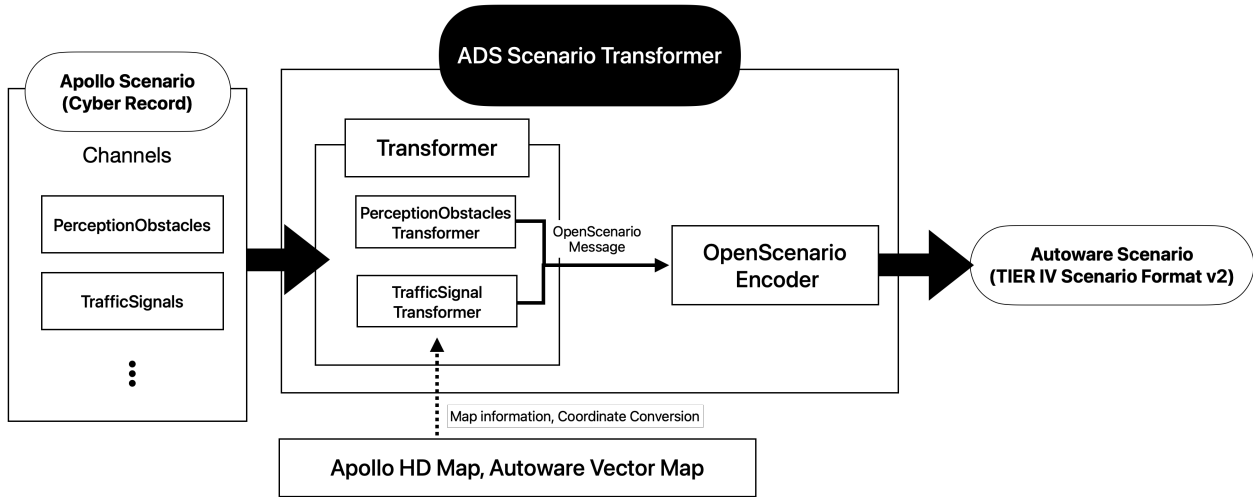 ADS Scenario Transformer
Apollo Scenario
(Cyber Record)
Channels
PerceptionObstacles
TrafficSignals
Transformer
PerceptionObstacles
Transformer
TrafficSignal
Transformer
OpenScenario
Message
OpenScenario
Encoder
Autoware Scenario
(TIER IV Scenario Format v2)
Map information, Coordinate Conversion
Apollo HD Map, Autoware Vector Map